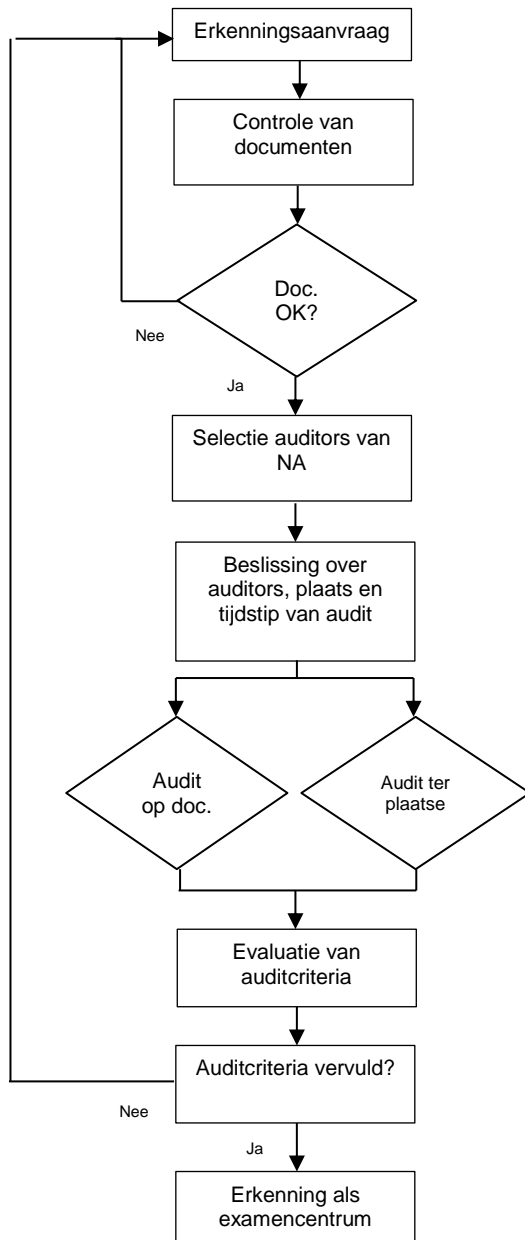 Erkenningsaanvraag
Controle van
documenten
Doc.
OK?
Nee
Ja
Selectie auditors van
NA
Beslissing over
auditors, plaats en
tijdstip van audit
Audit
op doc.
Audit ter
plaatse
Evaluatie van
auditcriteria
Auditcriteria vervuld?
Nee
Ja
Erkenning als
examencentrum